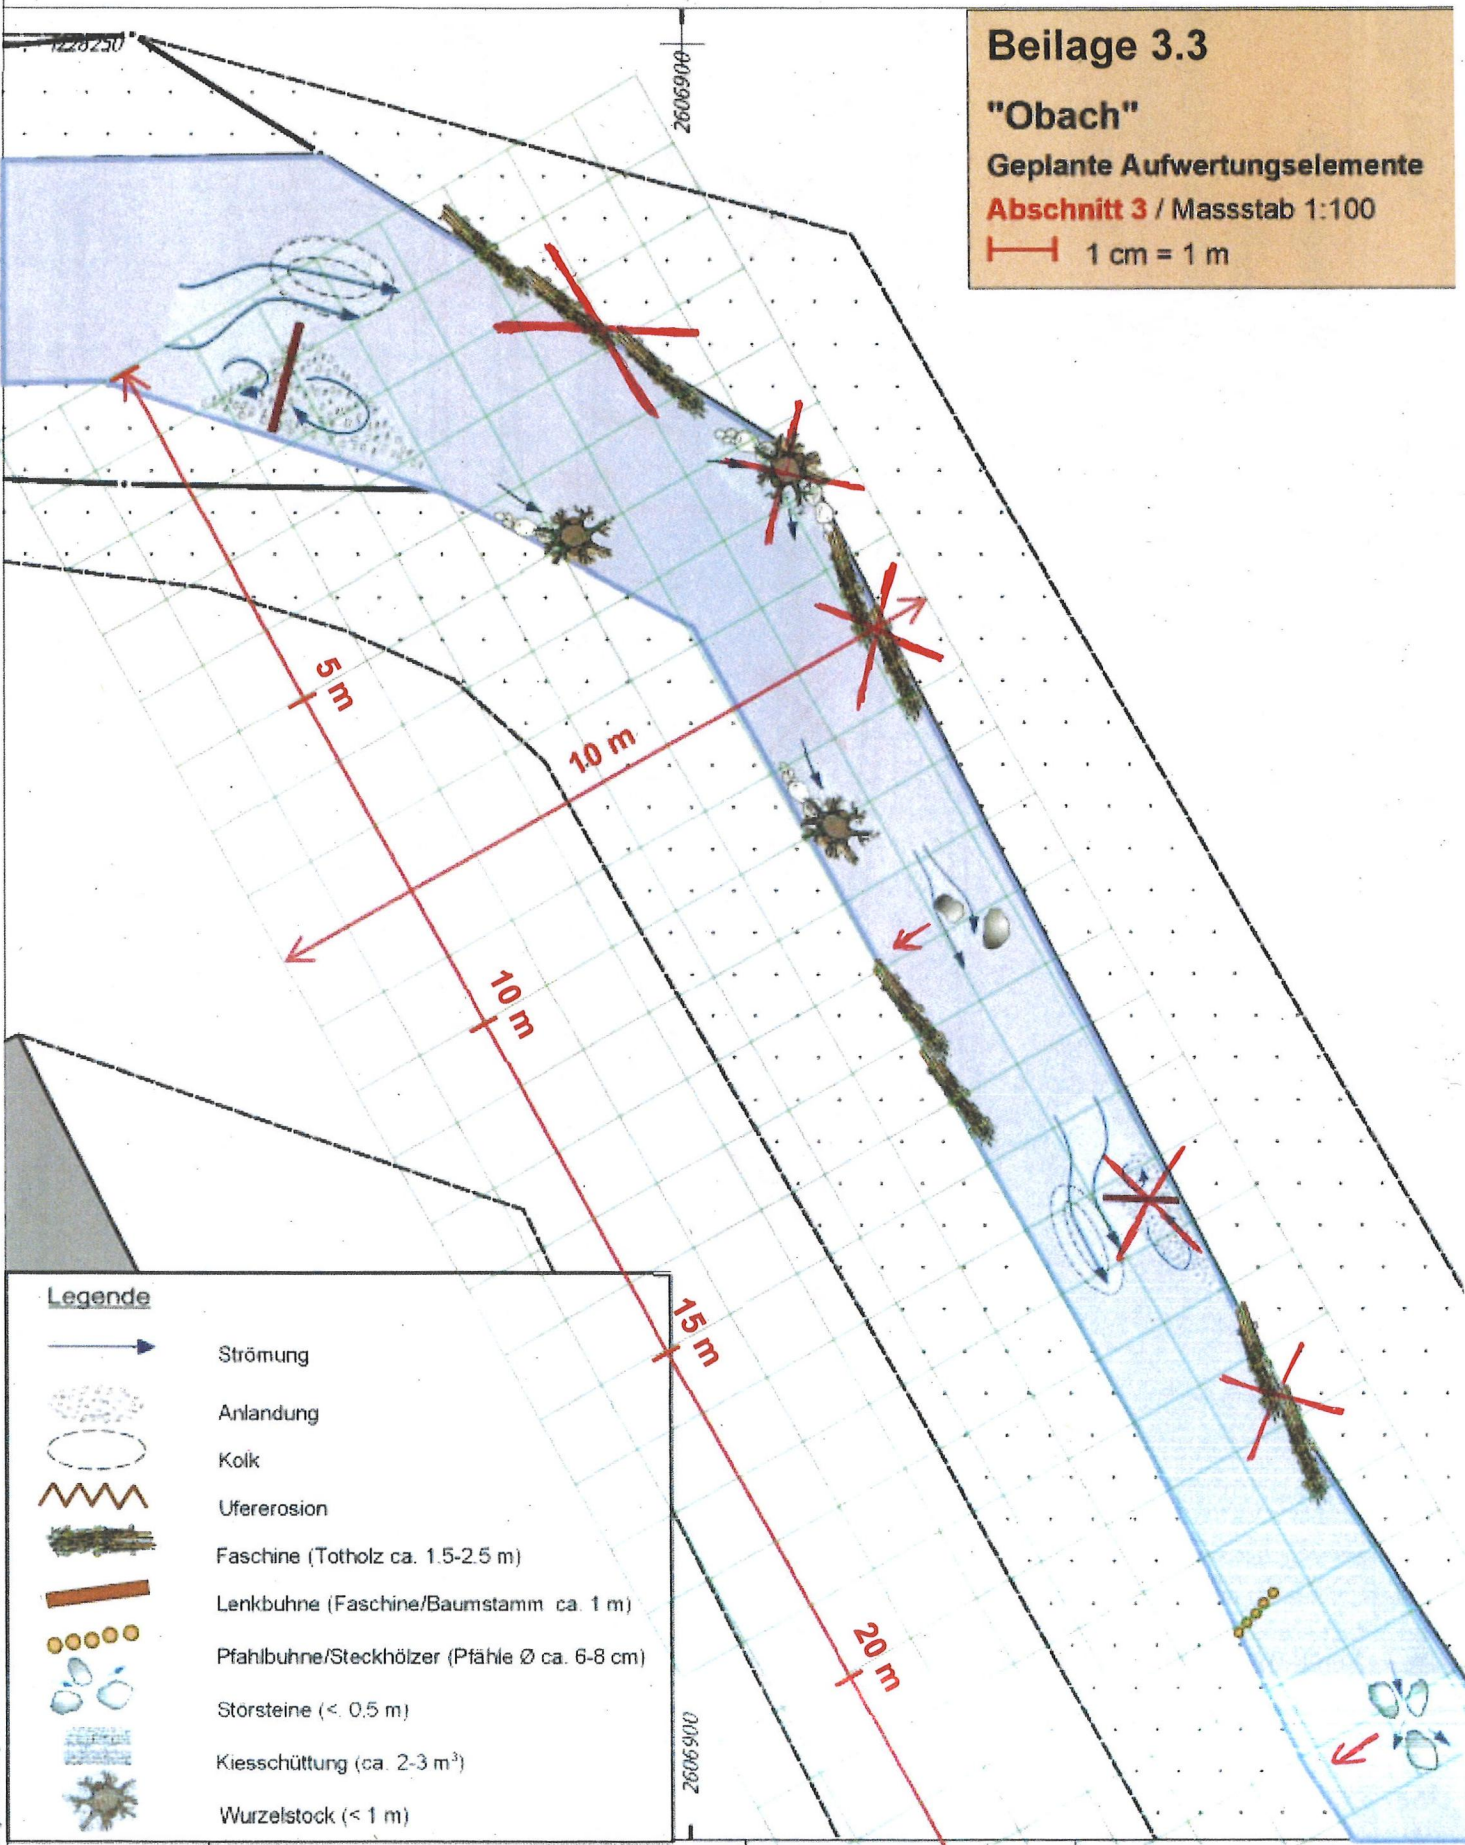 1228250
2606900
Beilage 3.3
"Obach"
Geplante Aufwertungselemente
Abschnitt 3 / Massstab 1:100
1 cm = 1 m
5 m
10 m
10 m
15 m
20 m
2606900
Legende
Strömung
Anlandung
Kolk
Ufererosion
Faschine (Totholz ca. 1.5-2.5 m)
Lenkbuhne (Faschine/Baumstamm ca. 1 m)
Pfahlbuhne/Steckhölzer (Pfähle Ø ca. 6-8 cm)
Störsteine (< 0.5 m)
Kiesschüttung (ca. 2-3 m³)
Wurzelstock (< 1 m)